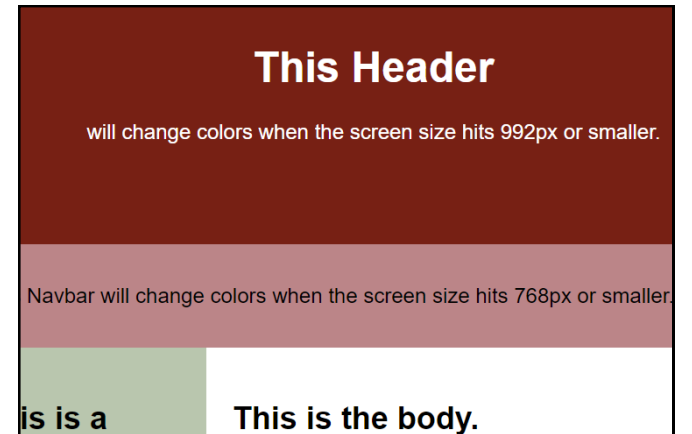 This Header
will change colors when the screen size hits 992px or smaller.
Navbar will change colors when the screen size hits 768px or smaller.
is is a
This is the body.